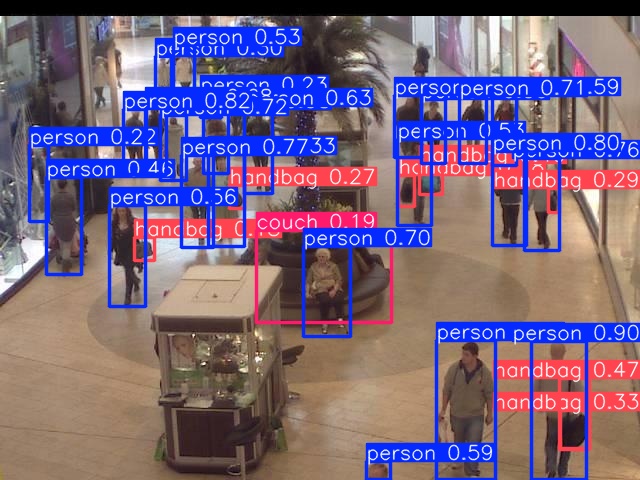 person 0.53
person 0.50
person 0.23
person 0.82
0.72
0.63
person
person 0.71
.59
person 0.22
person 0.53
person 0.80
person 0.46
person 0.7733
handbag 0.27
handbag
handbag 0.29
person 0.56
couch 0.19
handbag
person 0.70
person
person 0.90
handbag 0.47
handbag 0.33
person 0.59